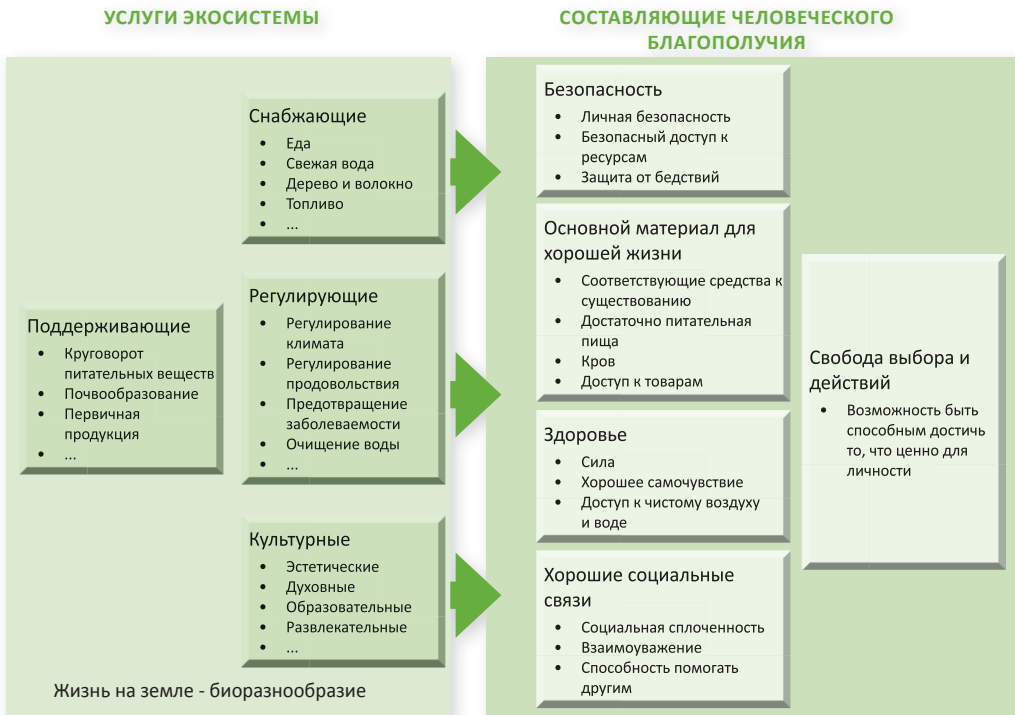 УСЛУГИ ЭКОСИСТЕМЫ
Поддерживающие
• Круговорот
питательных веществ
• Почвообразование
• Первичная
продукция
• ...
Снабжающие
• Еда
• Свежая вода
• Дерево и волокно
• Топливо
• ...
Регулирующие
• Регулирование
климата
• Регулирование
продовольствия
• Предотвращение
заболеваемости
• Очищение воды
• ...
Культурные
• Эстетические
• Духовные
• Образовательные
• Развлекательные
• ...
Жизнь на земле - биоразнообразие
СОСТАВЛЯЮЩИЕ ЧЕЛОВЕЧЕСКОГО
БЛАГОПОЛУЧИЯ
Безопасность
• Личная безопасность
• Безопасный доступ к
ресурсам
• Защита от бедствий
Основной материал для
хорошей жизни
• Соответствующие средства к
существованию
• Достаточно питательная
пища
• Кров
• Доступ к товарам
Здоровье
• Сила
• Хорошее самочувствие
• Доступ к чистому воздуху
и воде
Хорошие социальные
связи
• Социальная сплоченность
• Взаимоуважение
• Способность помогать
другим
Свобода выбора и
действий
• Возможность быть
способным достичь
то, что ценно для
личности